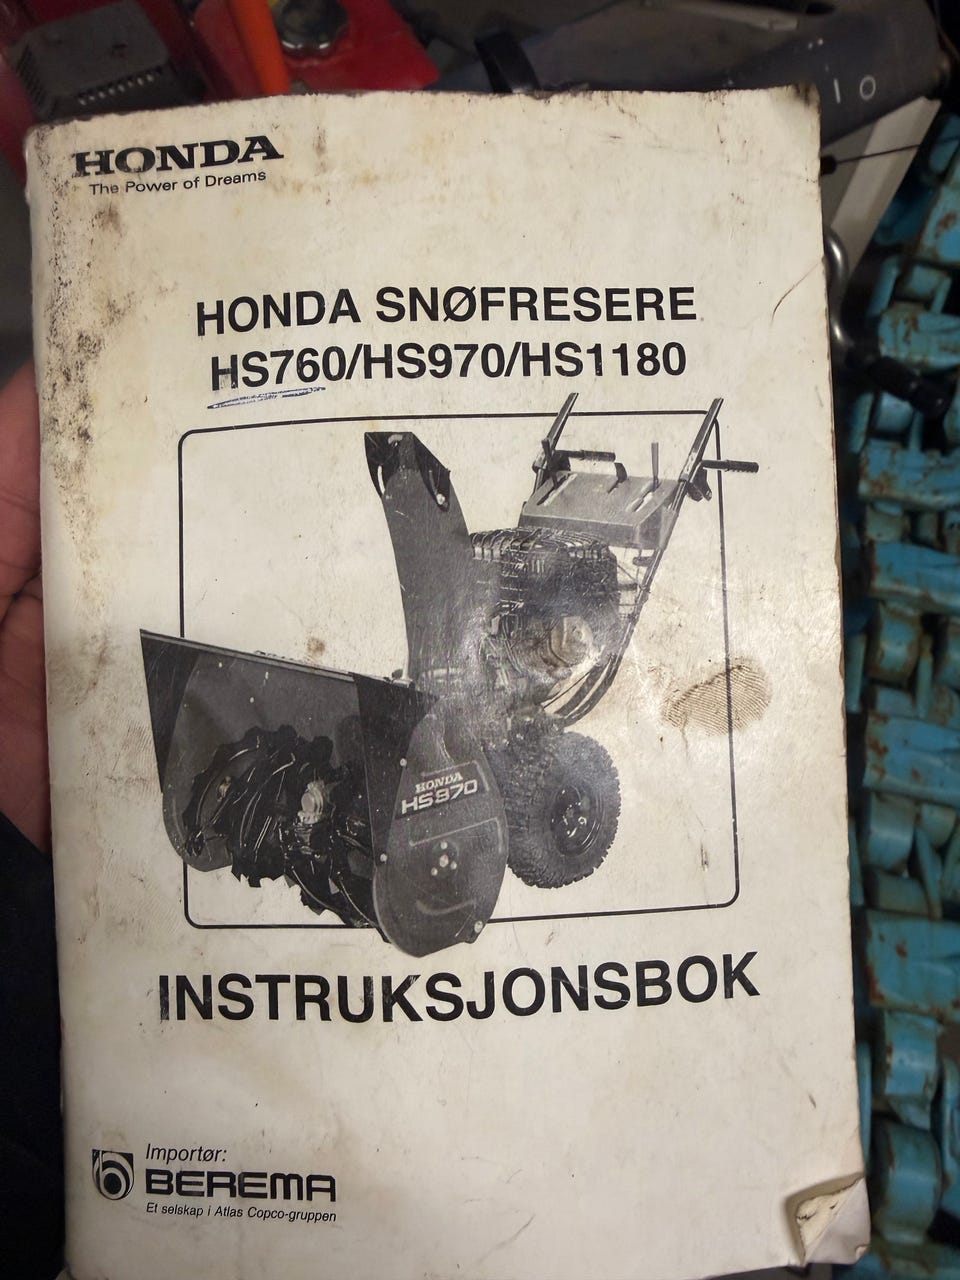 HONDA
The Power of Dreams
HONDA SNØFRESERE
HS760/HS970/HS1180
HONDA
HS970
INSTRUKSJONSBOK
Importør:
BEREMA
Et selskap i Atlas Copco-gruppen
I O